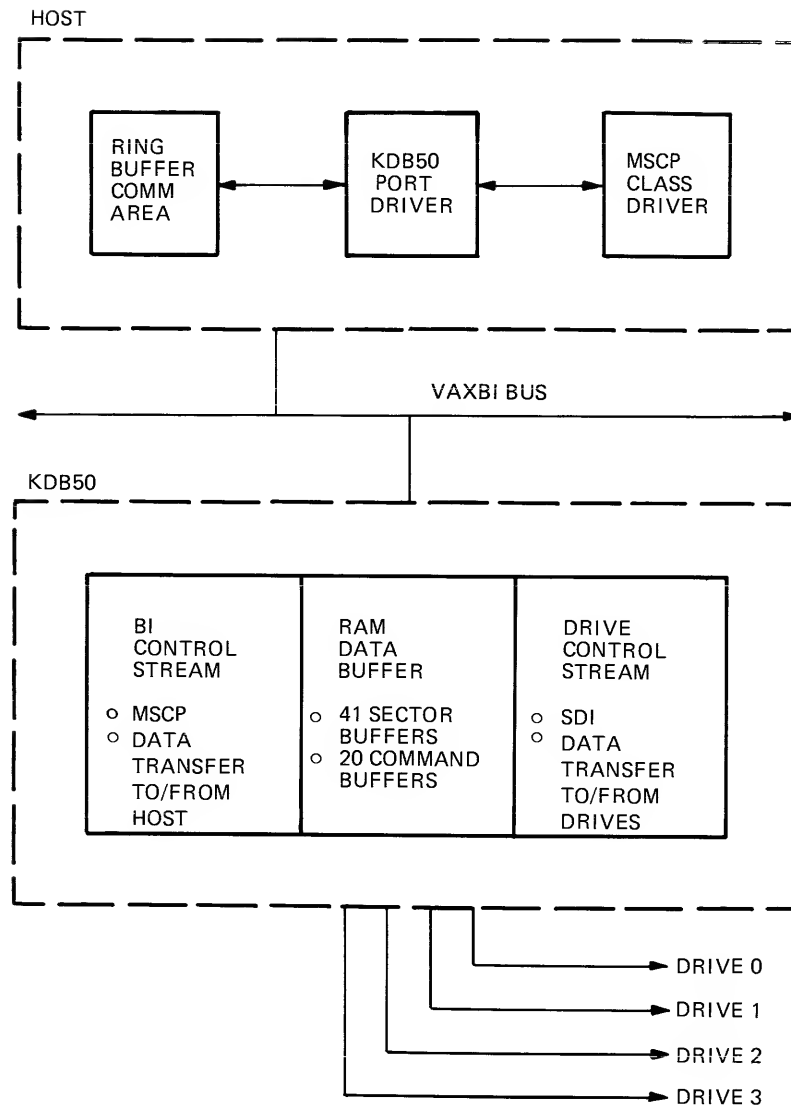 HOST
RING
BUFFER
COMM
AREA
KDB50
PORT
DRIVER
MSCP
CLASS
DRIVER
VAXBI BUS
KDB50
BI
CONTROL
STREAM
○ MSCP
○ DATA
TRANSFER
TO/FROM
HOST
RAM
DATA
BUFFER
○ 41 SECTOR
BUFFERS
○ 20 COMMAND
BUFFERS
DRIVE
CONTROL
STREAM
○ SDI
○ DATA
TRANSFER
TO/FROM
DRIVES
DRIVE 0
DRIVE 1
DRIVE 2
DRIVE 3